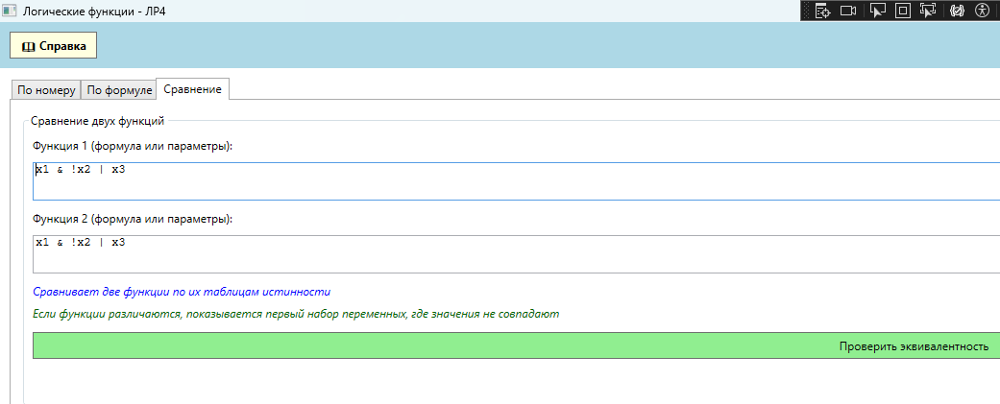 Логические функции - ЛР4
Справка
По номеру
По формуле
Сравнение
Сравнение двух функций
Функция 1 (формула или параметры):
x1 & !x2 | x3
Функция 2 (формула или параметры):
x1 & !x2 | x3
Сравнивает две функции по их таблицам истинности
Если функции различаются, показывается первый набор переменных, где значения не совпадают
Проверить эквивалентность